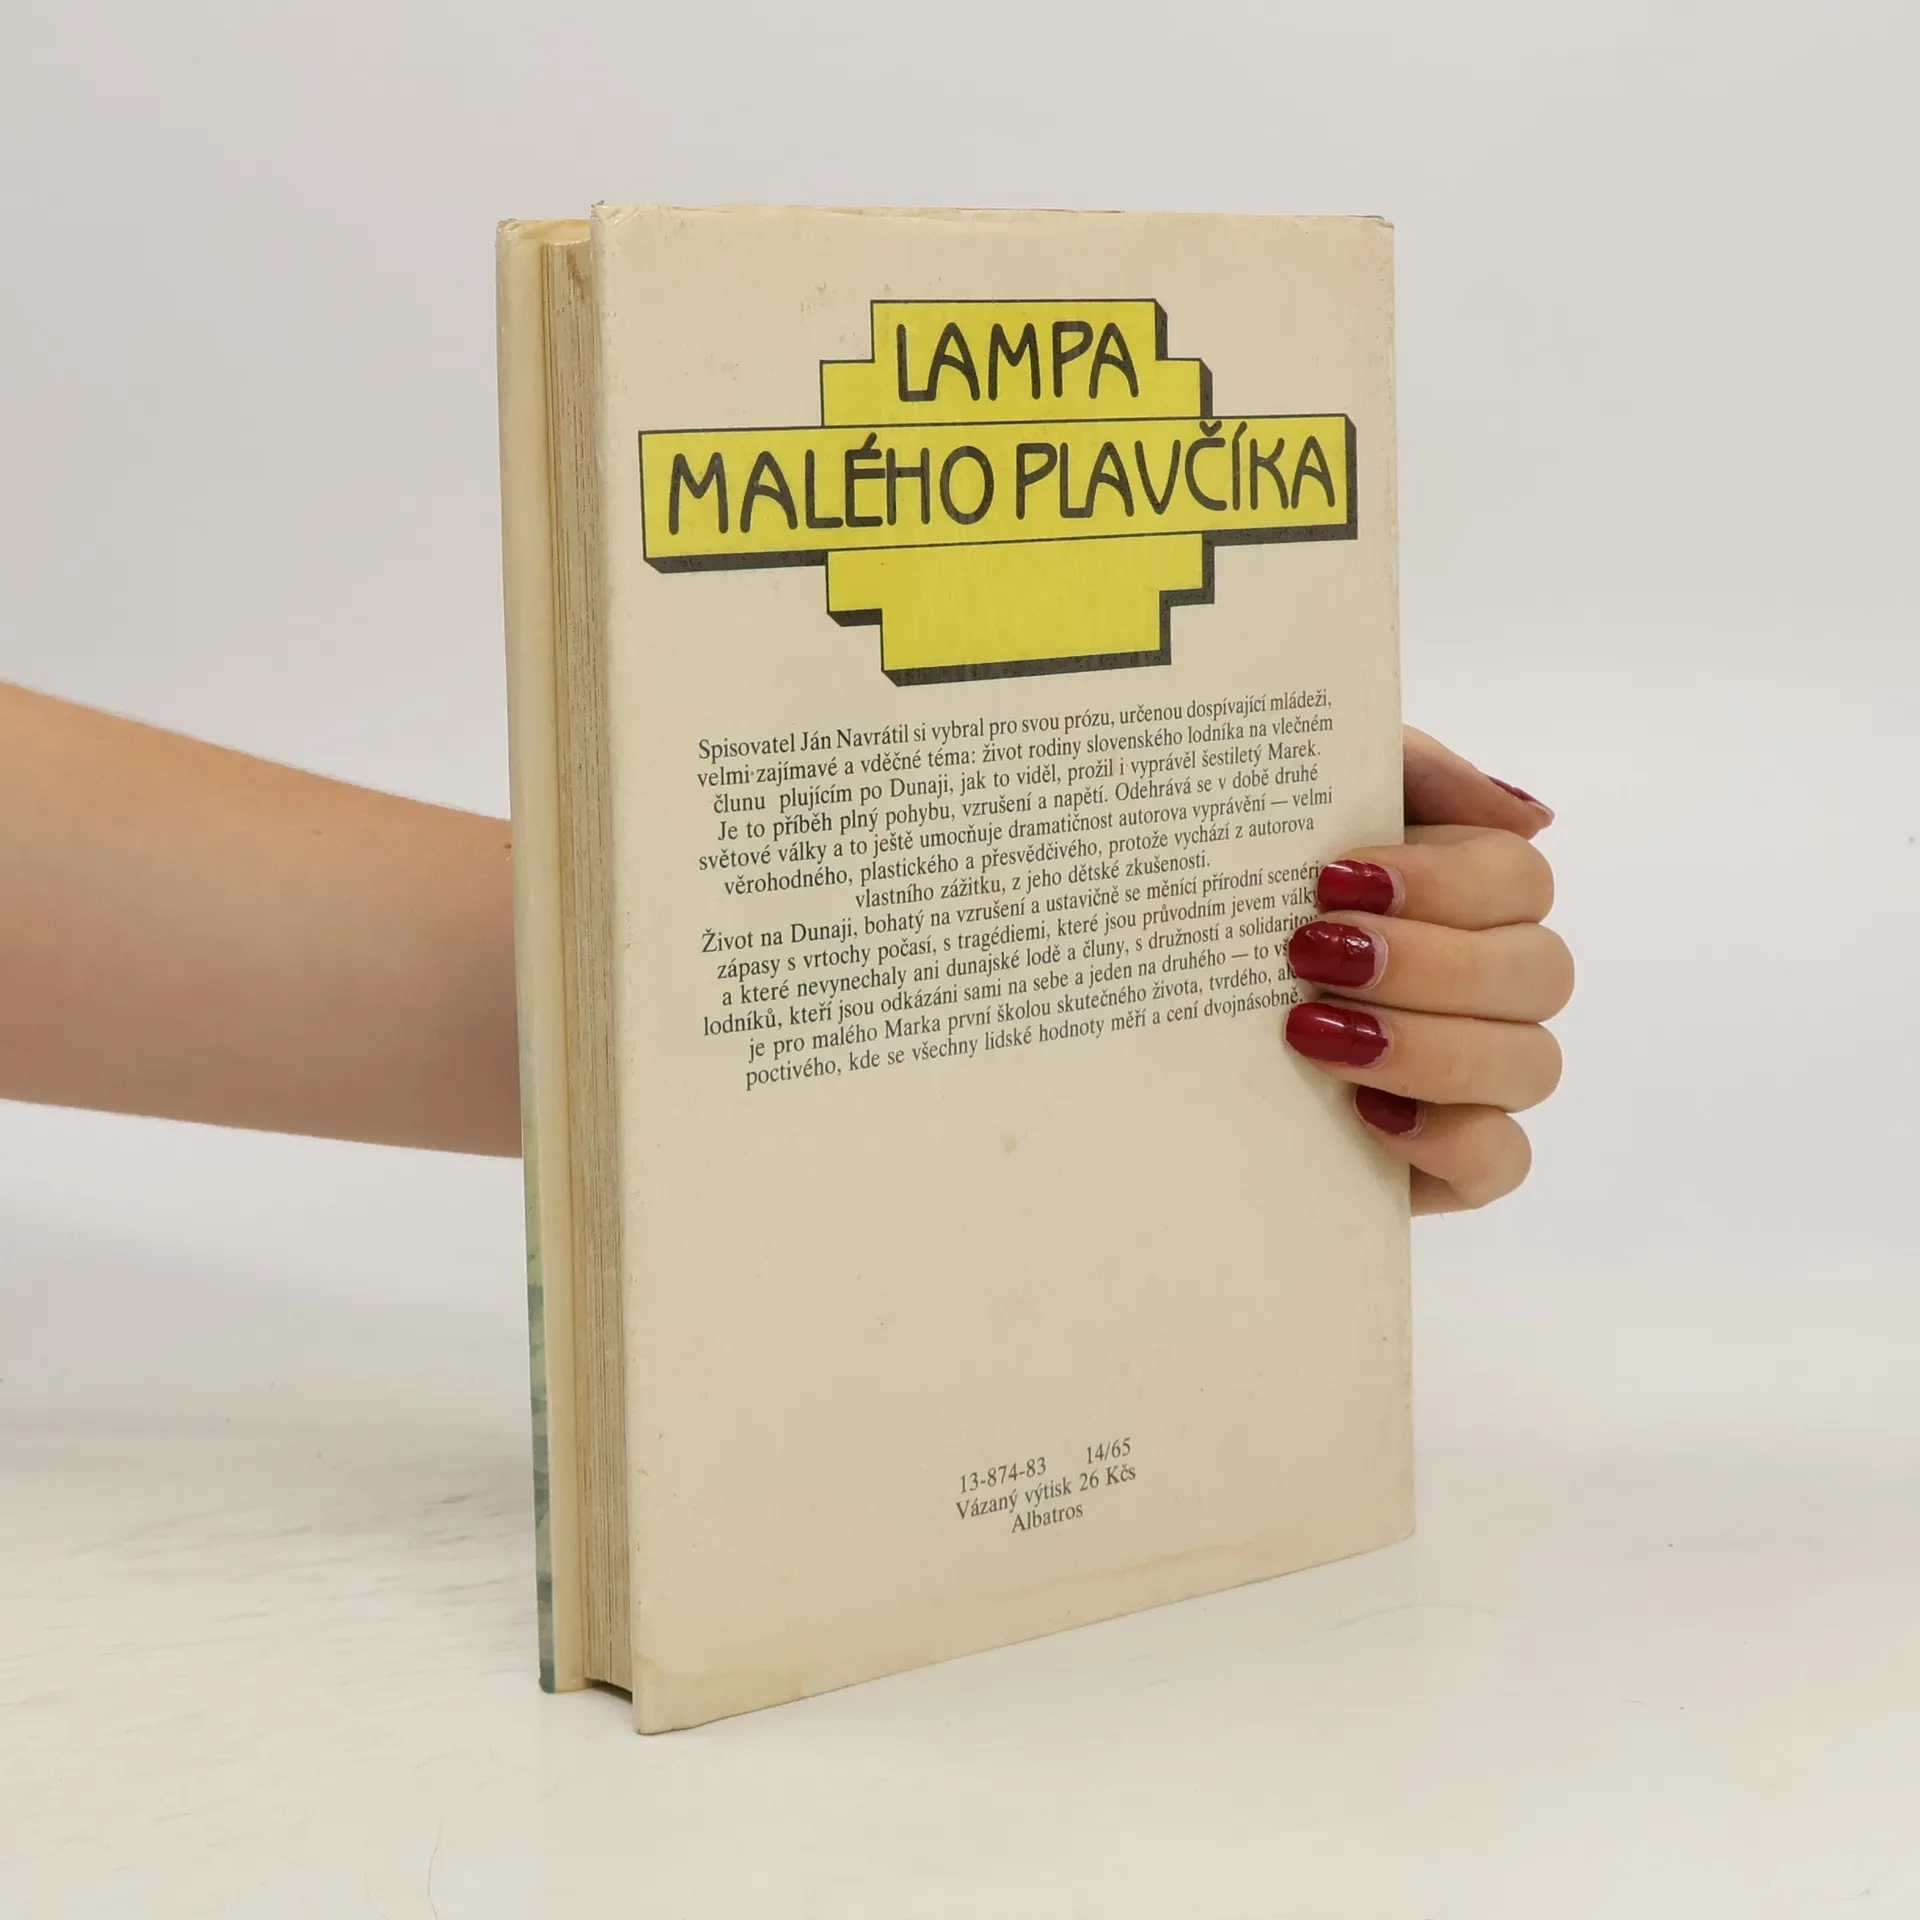 LAMPA
MALÉHO PLAVČÍKA
Spisovatel Ján Navrátil si vybral pro svou prózu, určenou dospívající mládeži,
velmi zajímavé a vděčné téma: život rodiny slovenského lodníka na vlečném
člunu plujícím po Dunaji, jak to viděl, prožil i vyprávěl šestiletý Marek.
Je to příběh plný pohybu, vzrušení a napětí. Odehrává se v době druhé
světové války a to ještě umocňuje dramatičnost autorova vyprávění — velmi
věrohodného, plastického a přesvědčivého, protože vychází z autorova
vlastního zážitku, z jeho dětské zkušenosti.
Život na Dunaji, bohatý na vzrušení a ustavičně se měnící přírodní
zápasy s vrtochy počasí, s tragédiemi, které jsou průvodním jevem války
a které nevynechaly ani dunajské lodě a čluny, s družností a
lodníků, kteří jsou odkázáni sami na sebe a jeden na druhého — to
je pro malého Marka první školou skutečného života, tvrdého,
poctivého, kde se všechny lidské hodnoty měří a cení dvojnásobně.
13-874-83 14/65
Vázaný výtisk 26 Kčs
Albatros